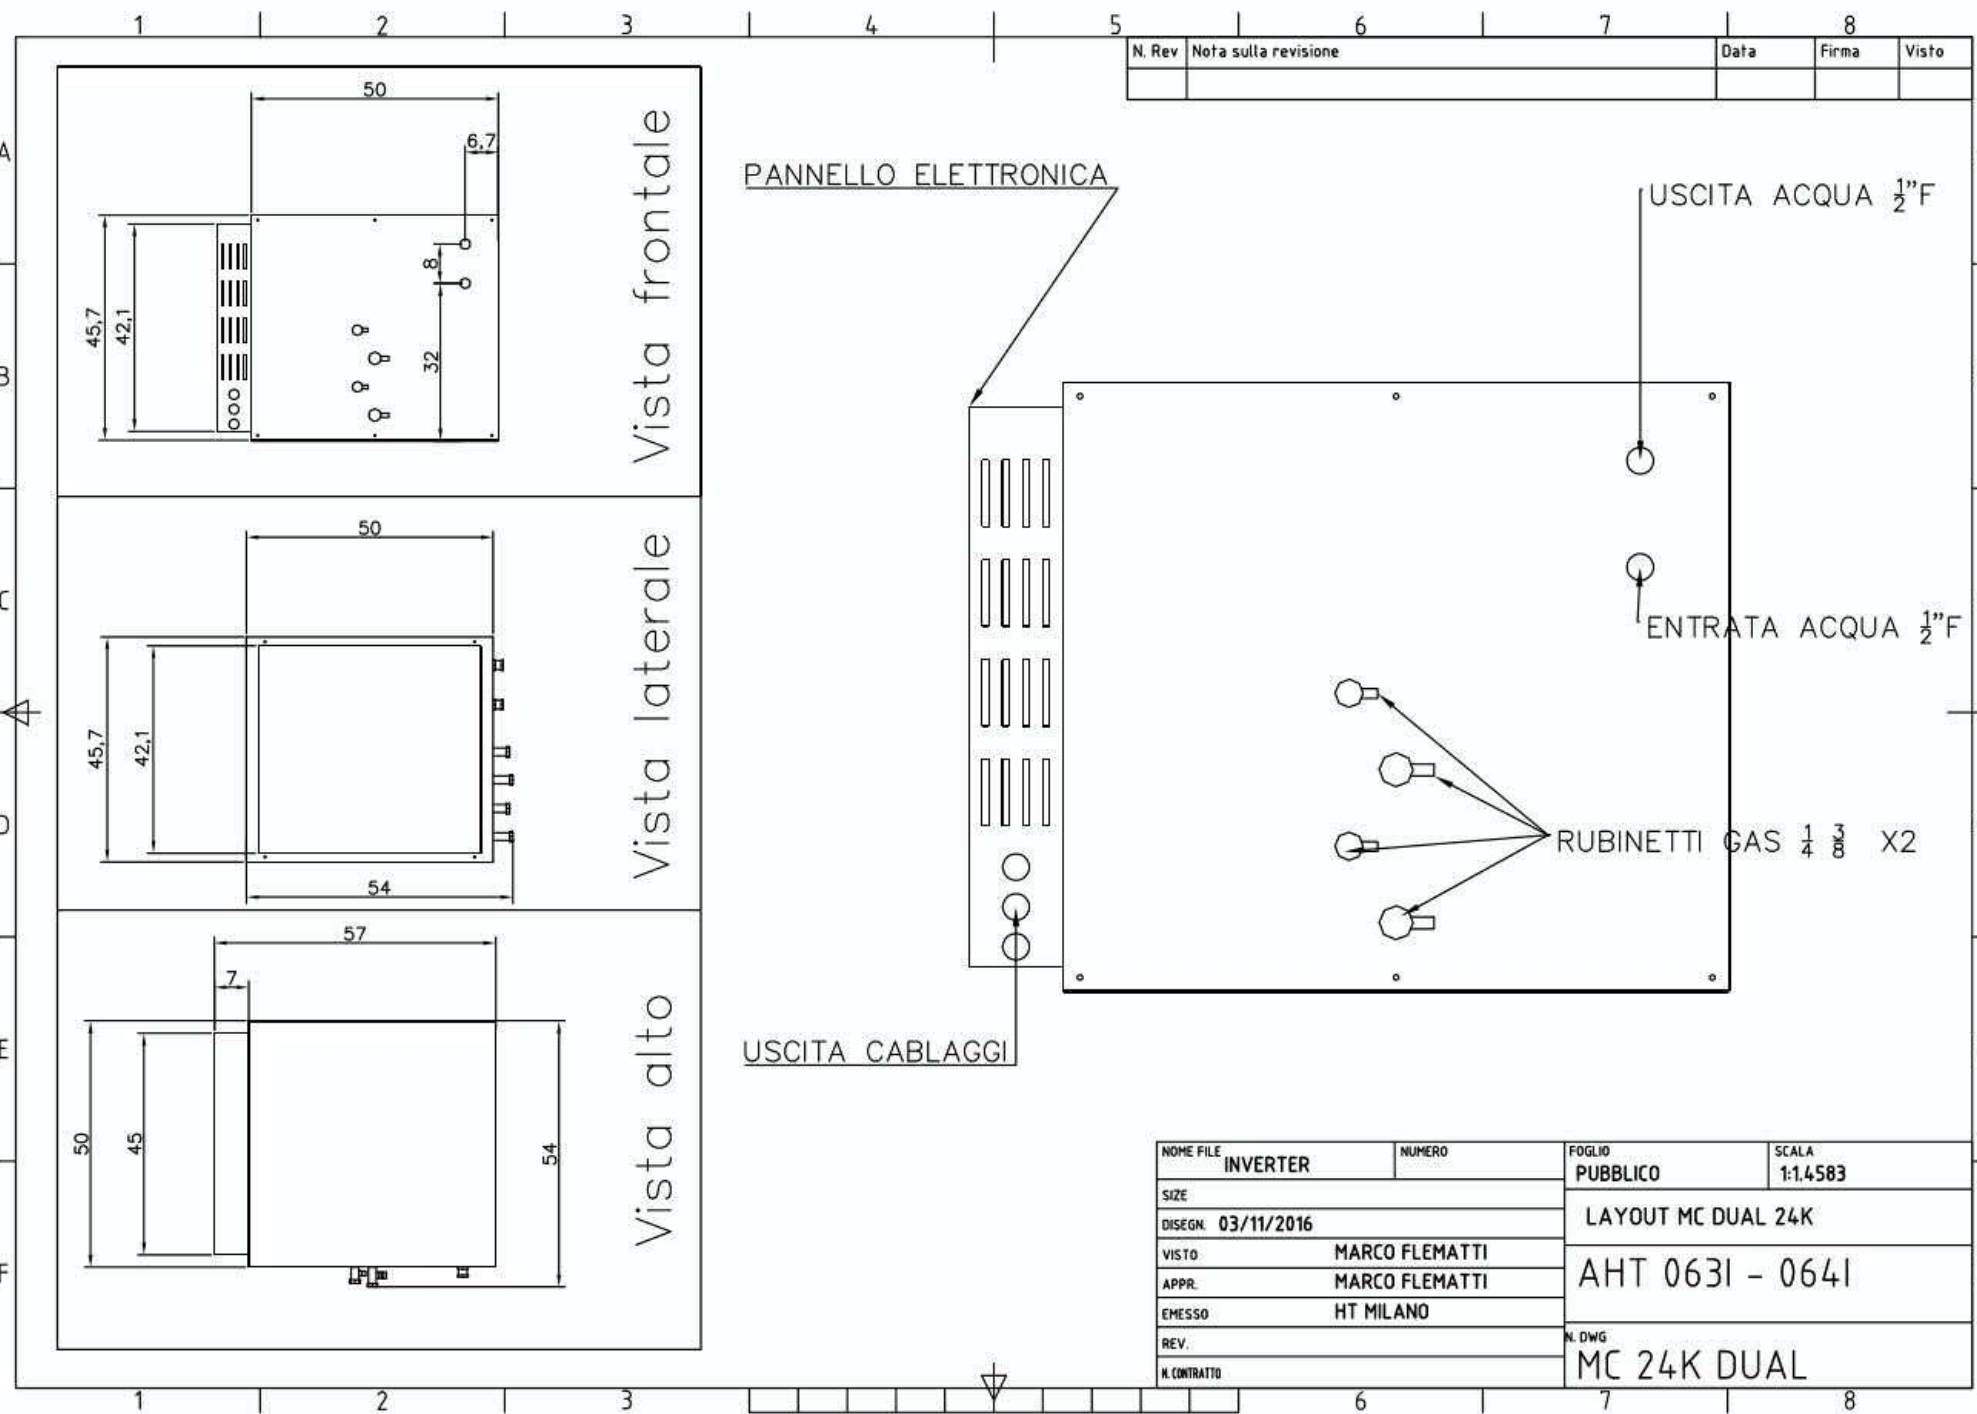 1 2 3 4 5 6 7 8
N. Rev Nota sulla revisione Data Firma Visto
A
B
C
D
E
F
50
6,7
8
32
45,7
42,1
Vista frontale
50
45,7
42,1
54
Vista laterale
57
7
50
45
54
Vista alto
PANNELLO ELETTRONICA
USCITA ACQUA 1/2"F
ENTRATA ACQUA 1/2"F
RUBINETTI GAS 1/4 3/8 X2
USCITA CABLAGGI
NOME FILE INVERTER NUMERO FOGLIO PUBBLICO SCALA 1:1.4583
SIZE
DISEGN. 03/11/2016
VISTO MARCO FLEMATTI
APPR. MARCO FLEMATTI
EMESSO HT MILANO
REV.
N. CONTRATTO
LAYOUT MC DUAL 24K
AHT 063I - 064I
N. DWG
MC 24K DUAL
1 2 3 6 7 8